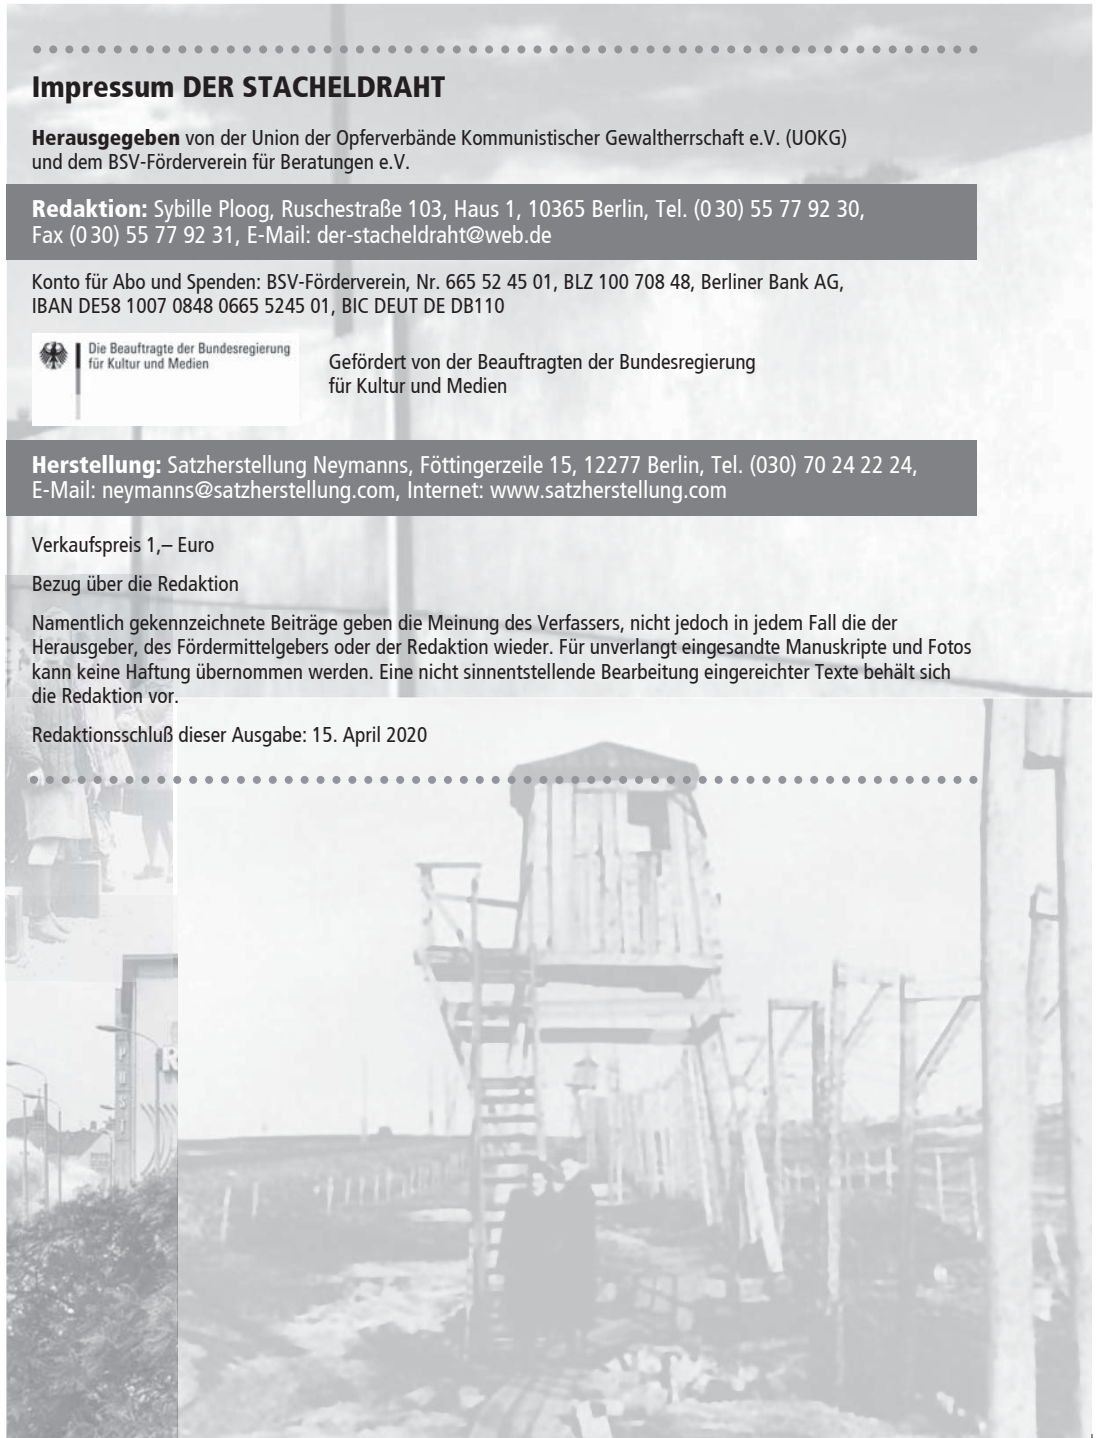 Impressum DER STACHELDRAHT
Herausgegeben von der Union der Opferverbände Kommunistischer Gewaltherrschaft e.V. (UOKG)
und dem BSV-Förderverein für Beratungen e.V.
Redaktion: Sybille Ploog, Ruschestraße 103, Haus 1, 10365 Berlin, Tel. (0 30) 55 77 92 30,
Fax (0 30) 55 77 92 31, E-Mail: der-stacheldraht@web.de
Konto für Abo und Spenden: BSV-Förderverein, Nr. 665 52 45 01, BLZ 100 708 48, Berliner Bank AG,
IBAN DE58 1007 0848 0665 5245 01, BIC DEUT DE DB110
Die Beauftragte der Bundesregierung
für Kultur und Medien
Gefördert von der Beauftragten der Bundesregierung
für Kultur und Medien
Herstellung: Satzherstellung Neymanns, Föttingerzeile 15, 12277 Berlin, Tel. (030) 70 24 22 24,
E-Mail: neymanns@satzherstellung.com, Internet: www.satzherstellung.com
Verkaufspreis 1,– Euro
Bezug über die Redaktion
Namentlich gekennzeichnete Beiträge geben die Meinung des Verfassers, nicht jedoch in jedem Fall die der
Herausgeber, des Fördermittelgebers oder der Redaktion wieder. Für unverlangt eingesandte Manuskripte und Fotos
kann keine Haftung übernommen werden. Eine nicht sinnentstellende Bearbeitung eingereichter Texte behält sich
die Redaktion vor.
Redaktionsschluß dieser Ausgabe: 15. April 2020